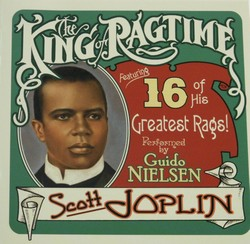 The
KING OF RAGTIME
Featuring
16 of
His
Greatest Rags!
Performed
by
Guido
NIELSEN
Scott JOPLIN